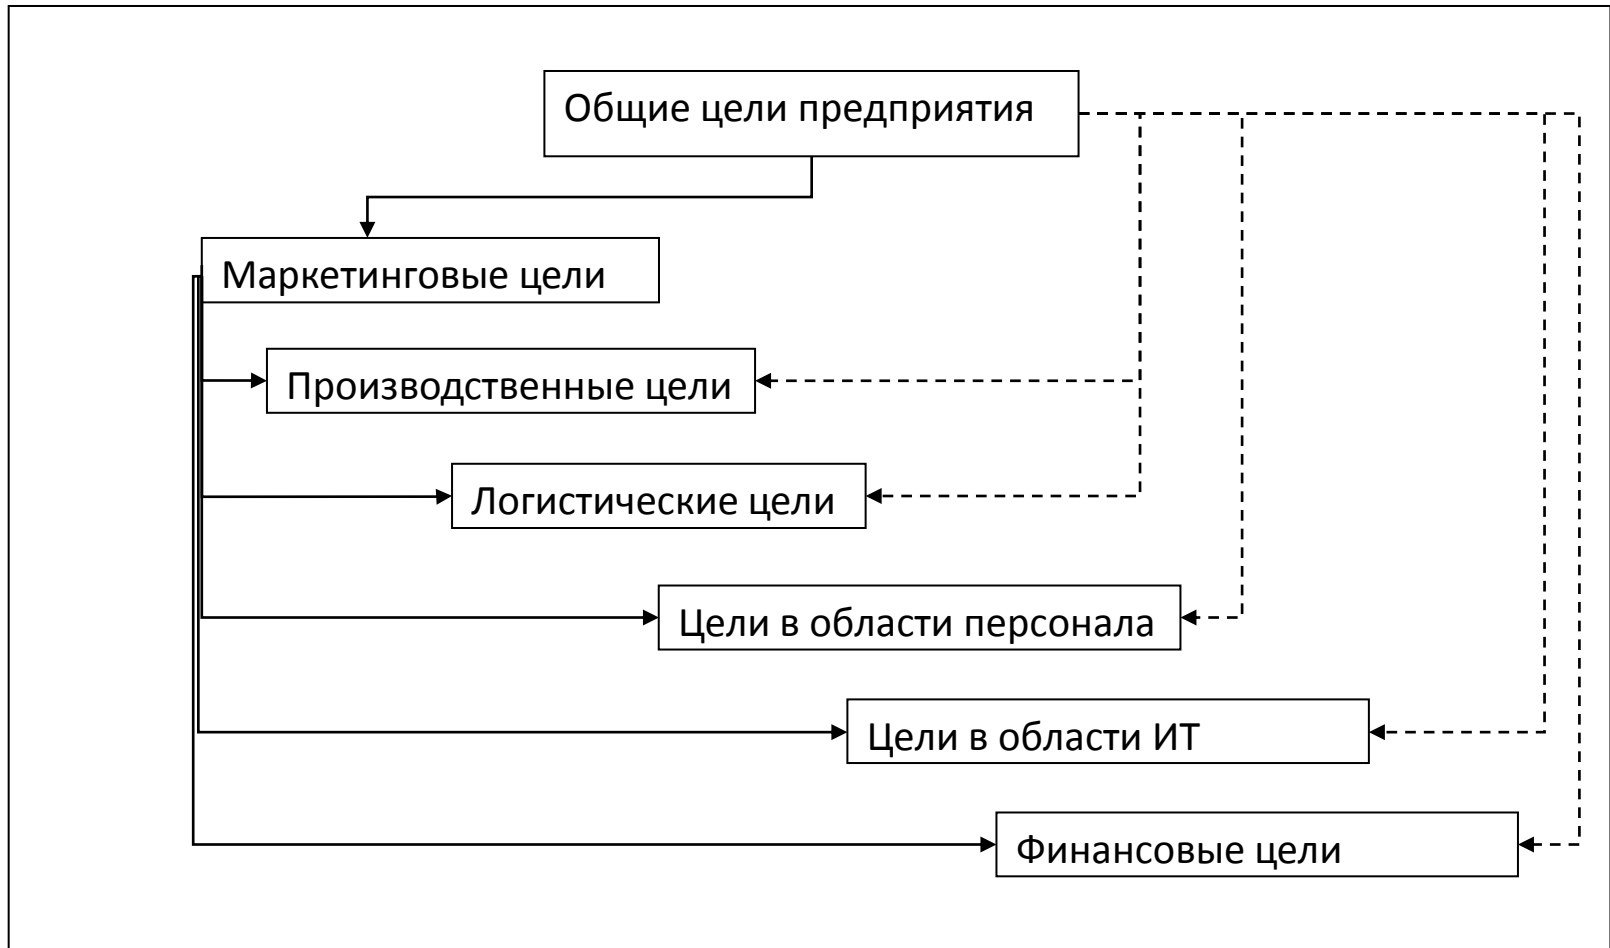 Общие цели предприятия
Маркетинговые цели
Производственные цели
Логистические цели
Цели в области персонала
Цели в области ИТ
Финансовые цели